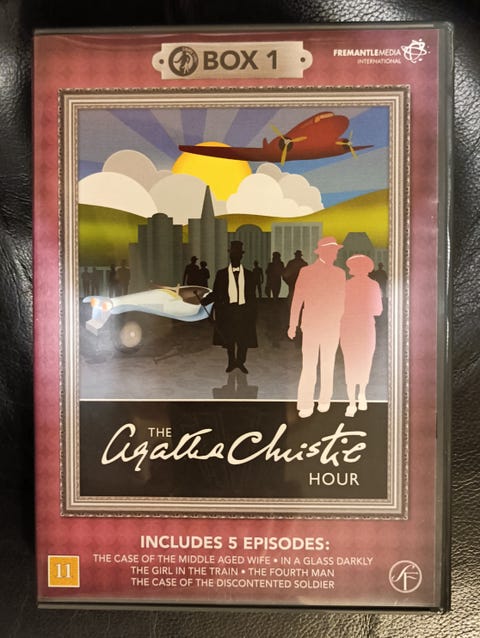 BOX 1
FREMANTLEMEDIA
INTERNATIONAL
THE
Agatha Christie
HOUR
INCLUDES 5 EPISODES:
THE CASE OF THE MIDDLE AGED WIFE • IN A GLASS DARKLY
THE GIRL IN THE TRAIN • THE FOURTH MAN
THE CASE OF THE DISCONTENTED SOLDIER
11
SF